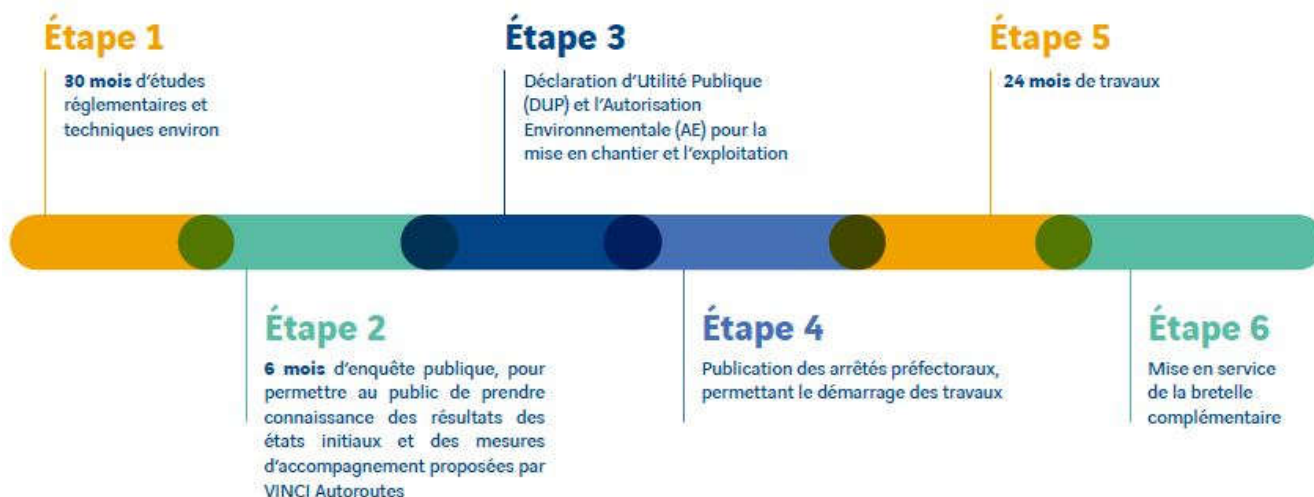 Étape 1
30 mois d'études
réglementaires et
techniques environ
Étape 3
Déclaration d'Utilité Publique
(DUP) et l'Autorisation
Environnementale (AE) pour la
mise en chantier et l'exploitation
Étape 5
24 mois de travaux
Étape 2
6 mois d'enquête publique, pour
permettre au public de prendre
connaissance des résultats des
états initiaux et des mesures
d'accompagnement proposées par
VINCI Autoroutes
Étape 4
Publication des arrêtés préfectoraux,
permettant le démarrage des travaux
Étape 6
Mise en service
de la bretelle
complémentaire